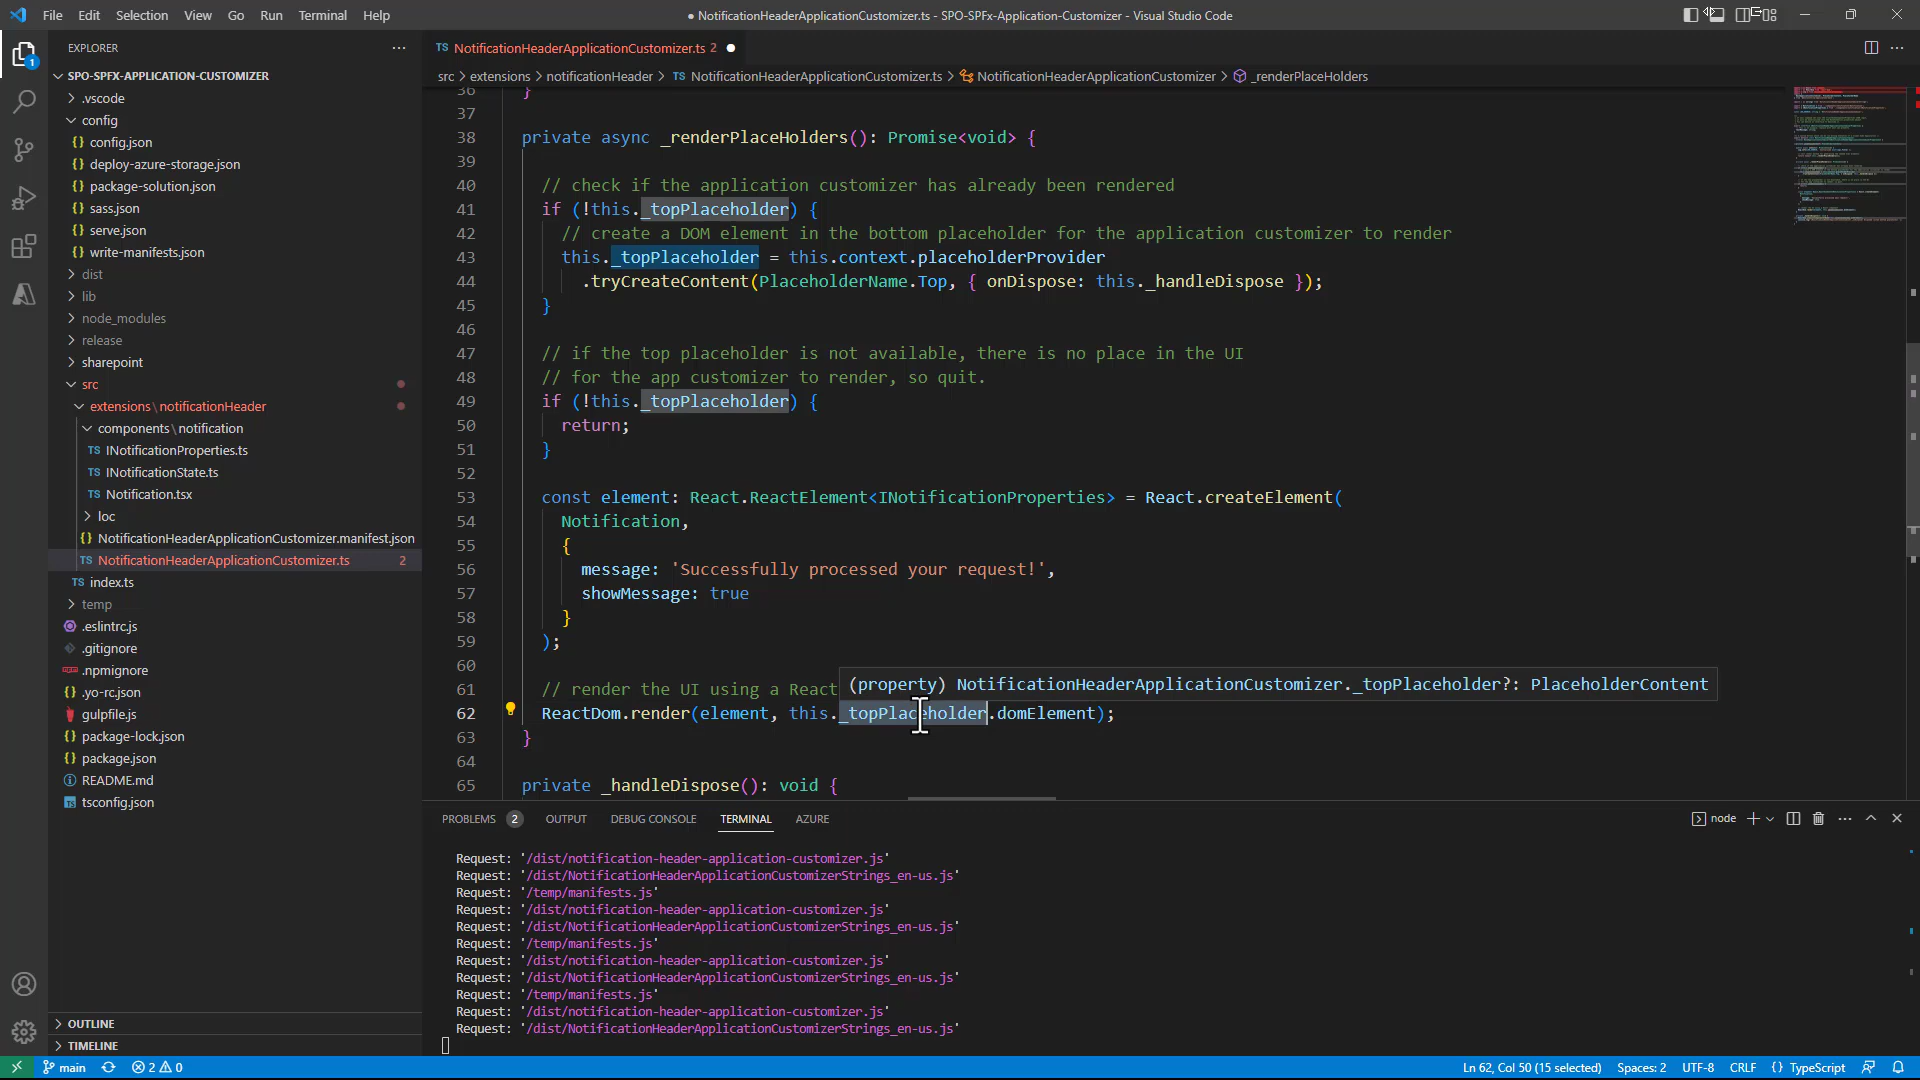 File Edit Selection View Go Run Terminal Help
● NotificationHeaderApplicationCustomizer.ts - SPO-SPFx-Application-Customizer - Visual Studio Code
EXPLORER
SPO-SPFX-APPLICATION-CUSTOMIZER
.vscode
config
config.json
deploy-azure-storage.json
package-solution.json
sass.json
serve.json
write-manifests.json
dist
lib
node_modules
release
sharepoint
src
extensions \ notificationHeader
components \ notification
TS INotificationProperties.ts
TS INotificationState.ts
TS Notification.tsx
loc
NotificationHeaderApplicationCustomizer.manifest.json
TS NotificationHeaderApplicationCustomizer.ts 2
TS index.ts
temp
.eslintrc.js
.gitignore
.npmignore
.yo-rc.json
gulpfile.js
package-lock.json
package.json
README.md
tsconfig.json
OUTLINE
TIMELINE
1
TS NotificationHeaderApplicationCustomizer.ts 2
src > extensions > notificationHeader > TS NotificationHeaderApplicationCustomizer.ts > NotificationHeaderApplicationCustomizer > _renderPlaceHolders
36 }
37
38 private async _renderPlaceHolders(): Promise<void> {
39
40 // check if the application customizer has already been rendered
41 if (!this._topPlaceholder) {
42 // create a DOM element in the bottom placeholder for the application customizer to render
43 this._topPlaceholder = this.context.placeholderProvider
44 .tryCreateContent(PlaceholderName.Top, { onDispose: this._handleDispose });
45 }
46
47 // if the top placeholder is not available, there is no place in the UI
48 // for the app customizer to render, so quit.
49 if (!this._topPlaceholder) {
50 return;
51 }
52
53 const element: React.ReactElement<INotificationProperties> = React.createElement(
54 Notification,
55 {
56 message: 'Successfully processed your request!',
57 showMessage: true
58 }
59 );
60
61 // render the UI using a React
(property) NotificationHeaderApplicationCustomizer._topPlaceholder?: PlaceholderContent
62 ReactDom.render(element, this._topPlaceholder.domElement);
63 }
64
65 private _handleDispose(): void {
PROBLEMS 2 OUTPUT DEBUG CONSOLE TERMINAL AZURE
node
Request: '/dist/notification-header-application-customizer.js'
Request: '/dist/NotificationHeaderApplicationCustomizerStrings_en-us.js'
Request: '/temp/manifests.js'
Request: '/dist/notification-header-application-customizer.js'
Request: '/dist/NotificationHeaderApplicationCustomizerStrings_en-us.js'
Request: '/temp/manifests.js'
Request: '/dist/notification-header-application-customizer.js'
Request: '/dist/NotificationHeaderApplicationCustomizerStrings_en-us.js'
Request: '/temp/manifests.js'
Request: '/dist/notification-header-application-customizer.js'
Request: '/dist/NotificationHeaderApplicationCustomizerStrings_en-us.js'
main 2 0 Ln 62, Col 50 (15 selected) Spaces: 2 UTF-8 CRLF { } TypeScript